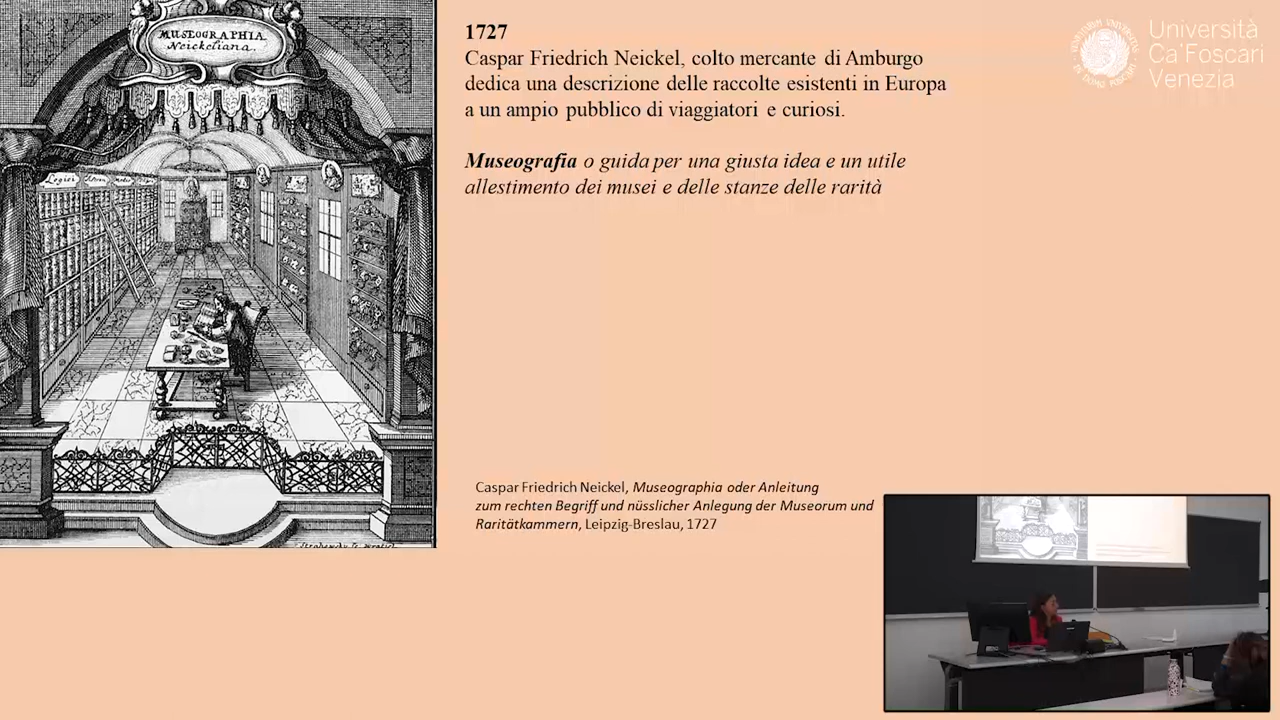 MUSEOGRAPHIA
Neickeliana.
Logici
1727
Caspar Friedrich Neickel, colto mercante di Amburgo
dedica una descrizione delle raccolte esistenti in Europa
a un ampio pubblico di viaggiatori e curiosi.
Museografia o guida per una giusta idea e un utile
allestimento dei musei e delle stanze delle rarità
Caspar Friedrich Neickel, Museographia oder Anleitung
zum rechten Begriff und nüsslicher Anlegung der Museorum und
Raritätkammern, Leipzig-Breslau, 1727
Università
Ca'Foscari
Venezia